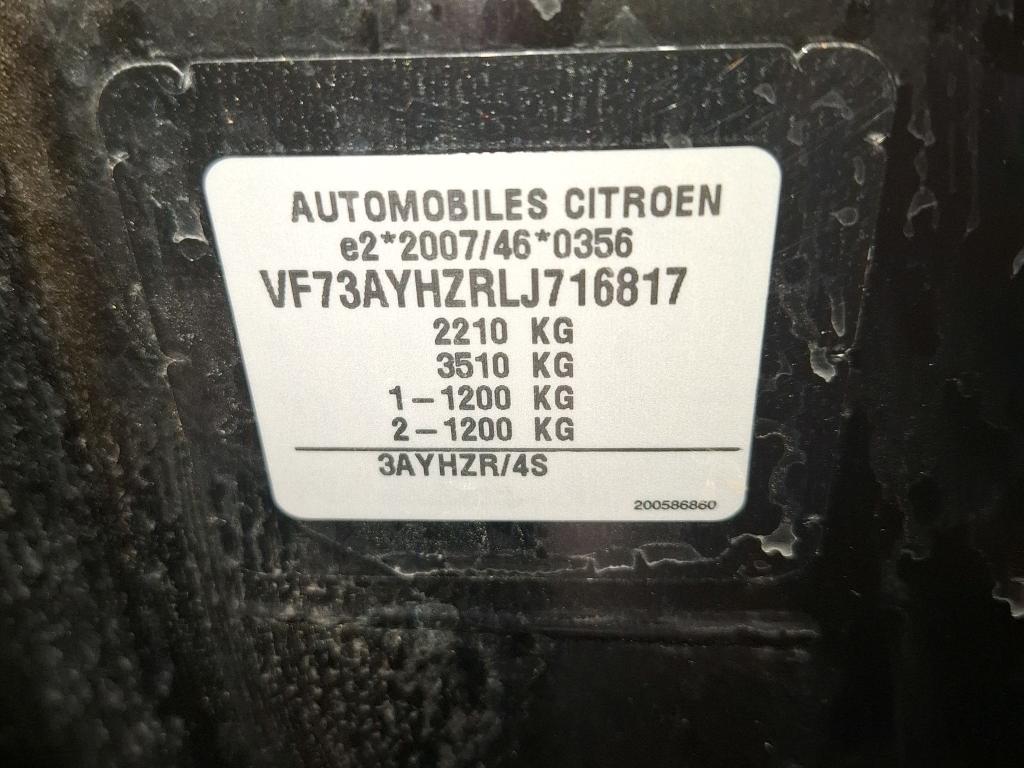 AUTOMOBILES CITROEN
e2*2007/46*0356
VF73AYHZRLJ716817
2210 KG
3510 KG
1-1200 KG
2-1200 KG
3AYHZR/4S
200586860